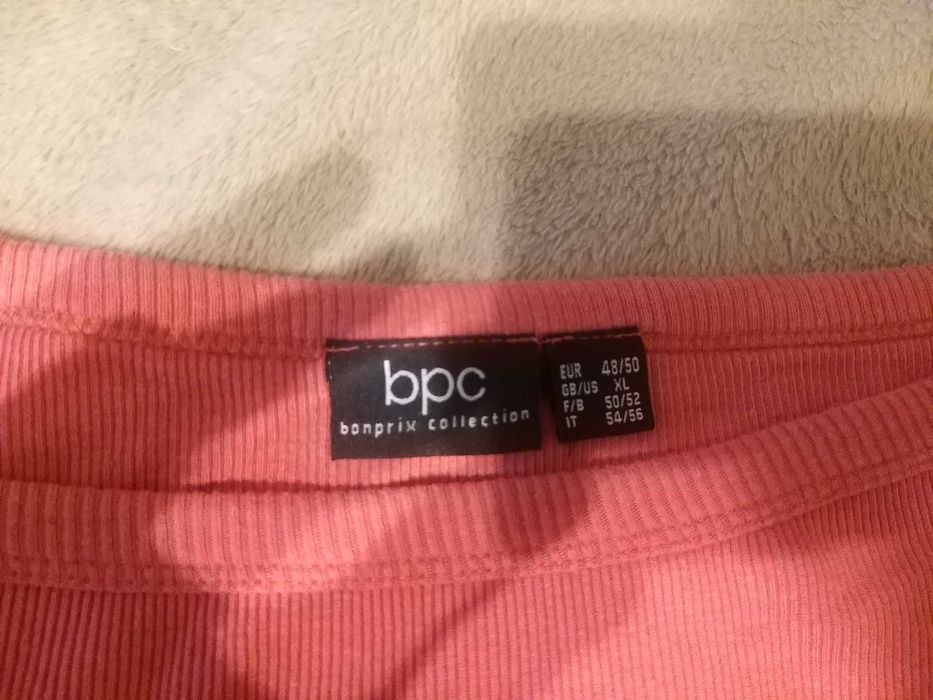 bpc
bonprix collection
EUR 48/50
GB/US XL
F/B 50/52
IT 54/56